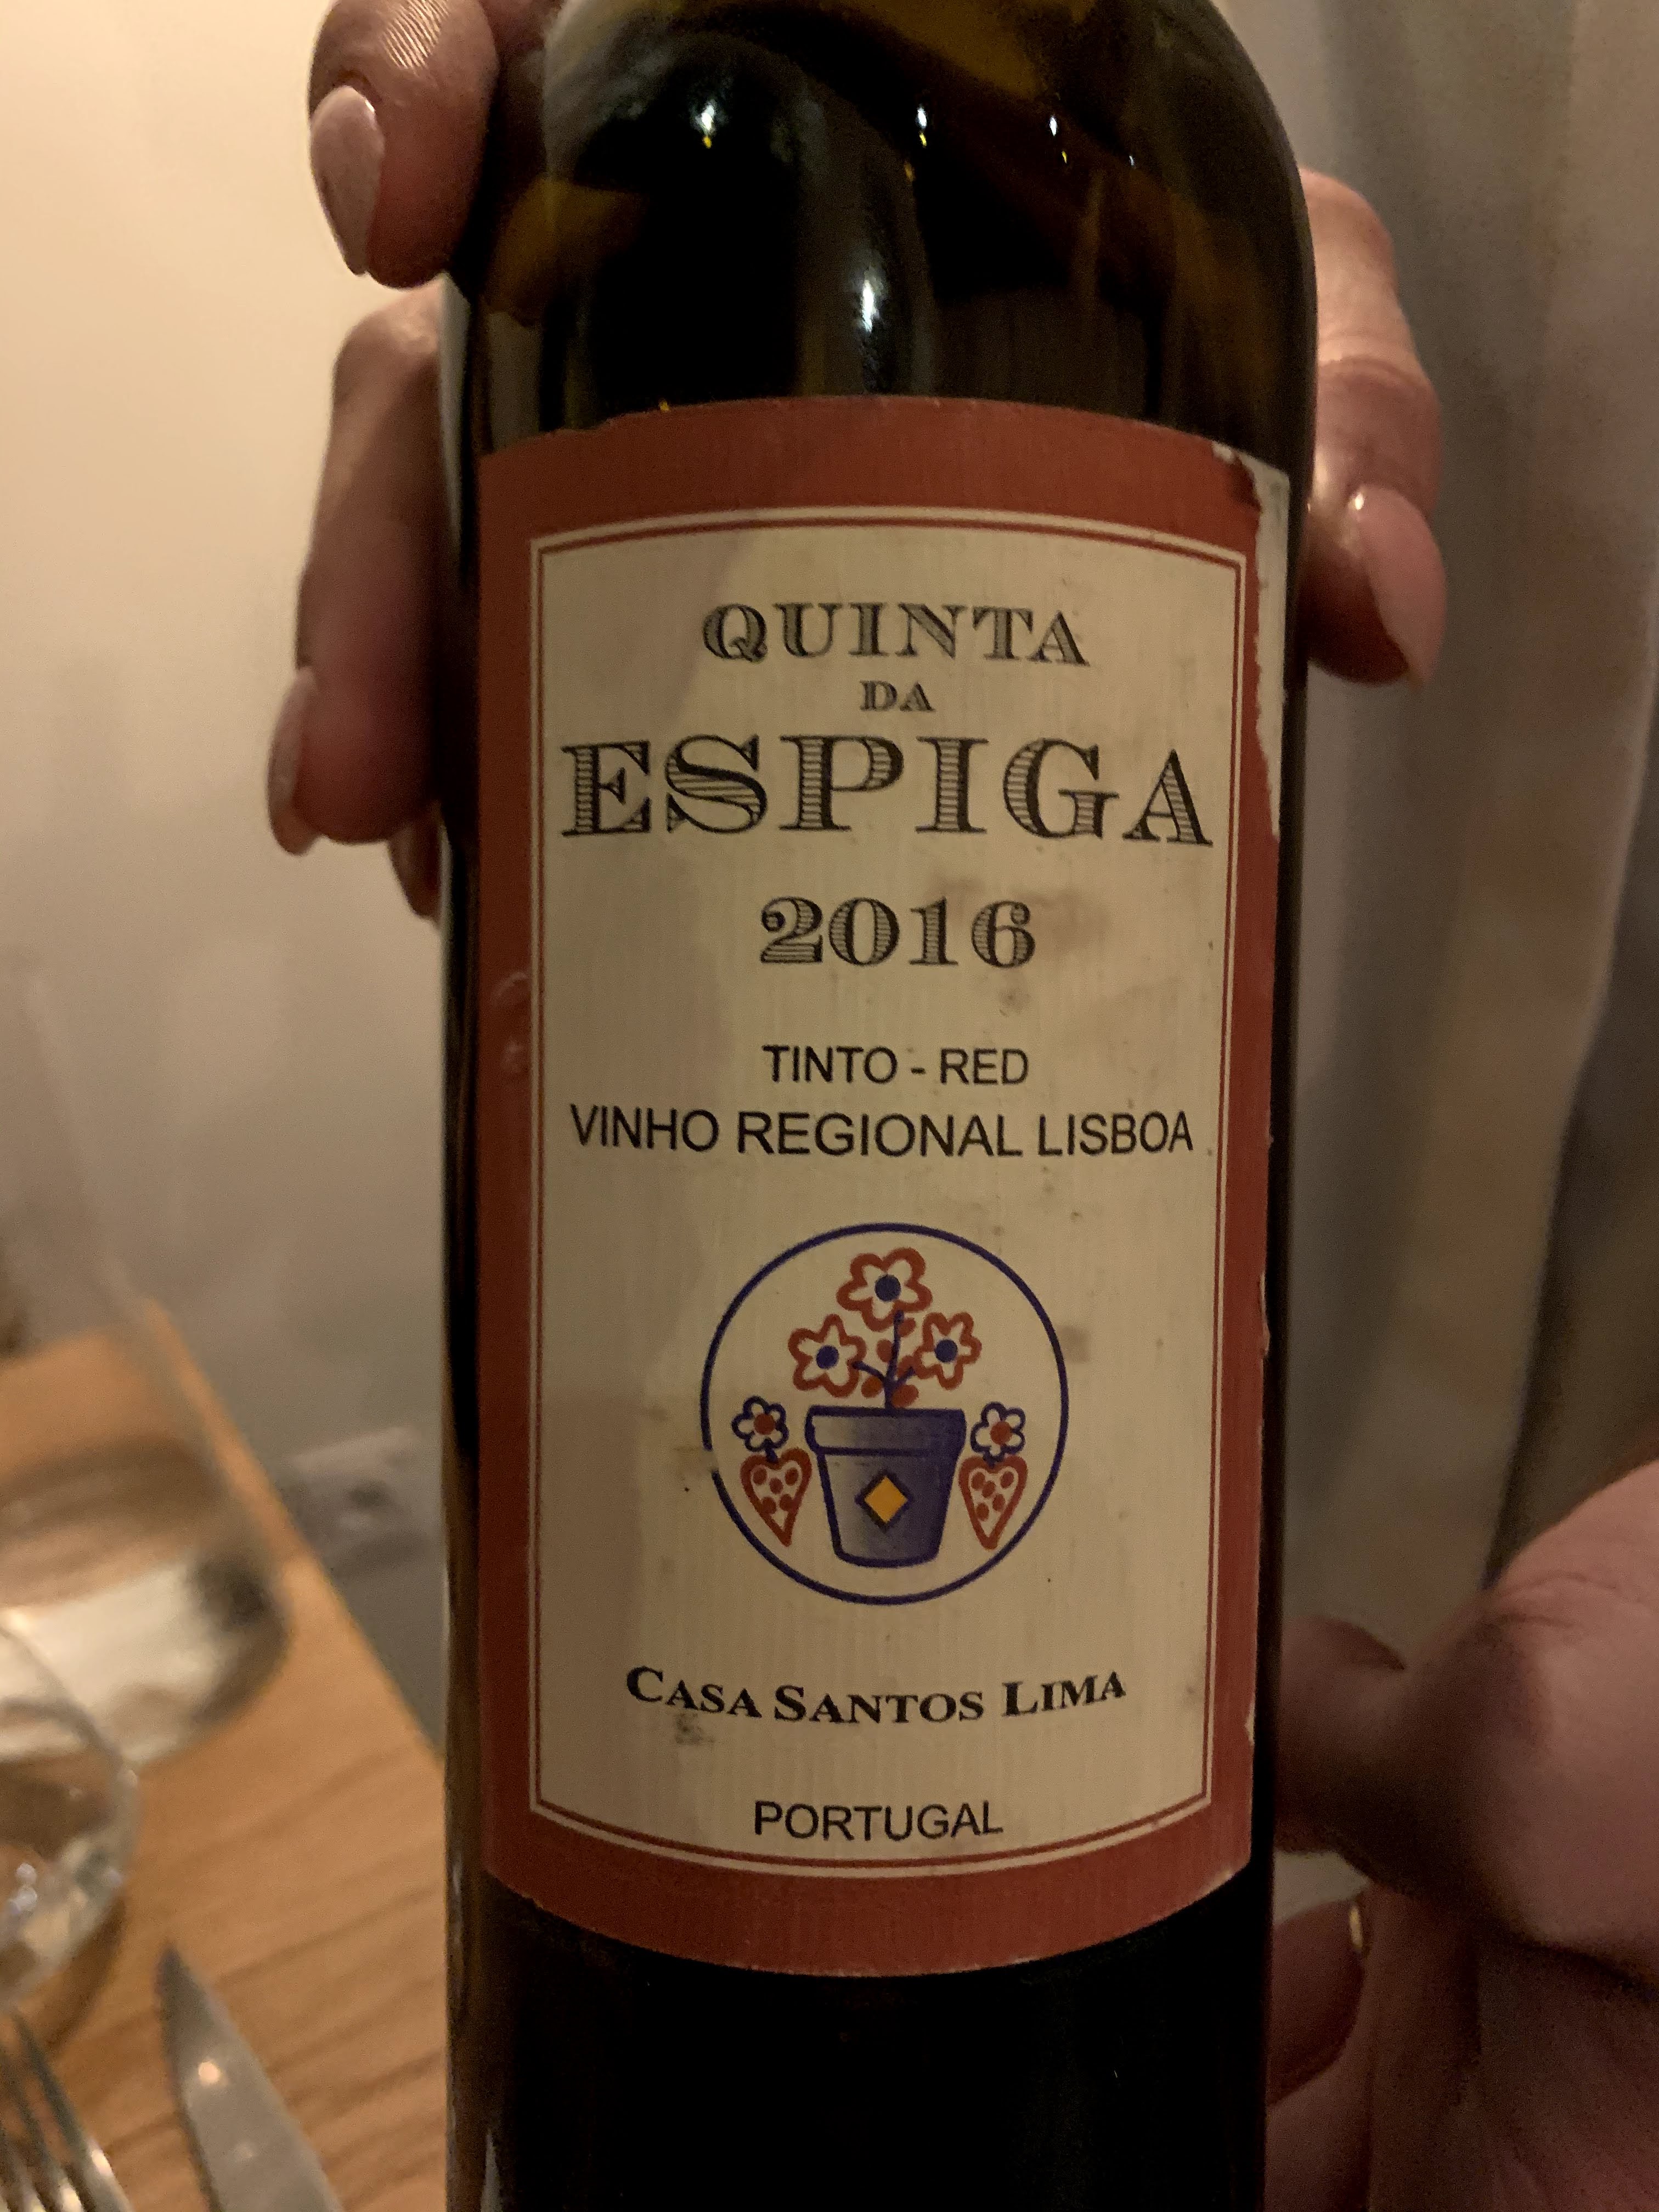 QUINTA
DA
ESPIGA
2016
TINTO - RED
VINHO REGIONAL LISBOA
CASA SANTOS LIMA
PORTUGAL